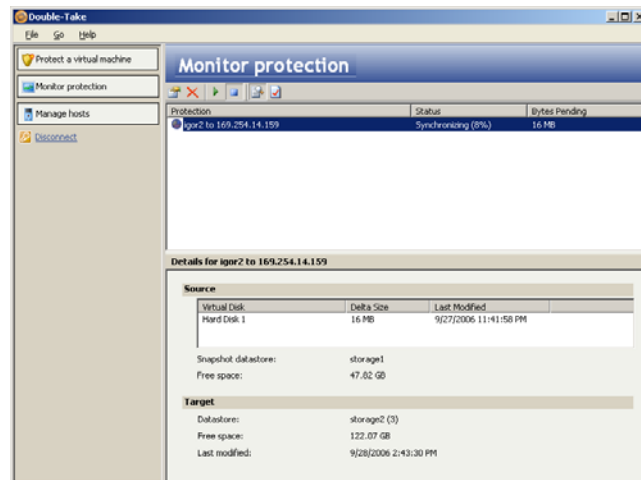 Double-Take
File Go Help
Protect a virtual machine
Monitor protection
Manage hosts
Disconnect
Monitor protection
Protection Status Bytes Pending
igor2 to 169.254.14.159 Synchronizing (8%) 16 MB
Details for igor2 to 169.254.14.159
Source
Virtual Disk Delta Size Last Modified
Hard Disk 1 16 MB 9/27/2006 11:41:58 PM
Snapshot datastore: storage1
Free space: 47.82 GB
Target
Datastore: storage2 (3)
Free space: 122.07 GB
Last modified: 9/28/2006 2:43:30 PM